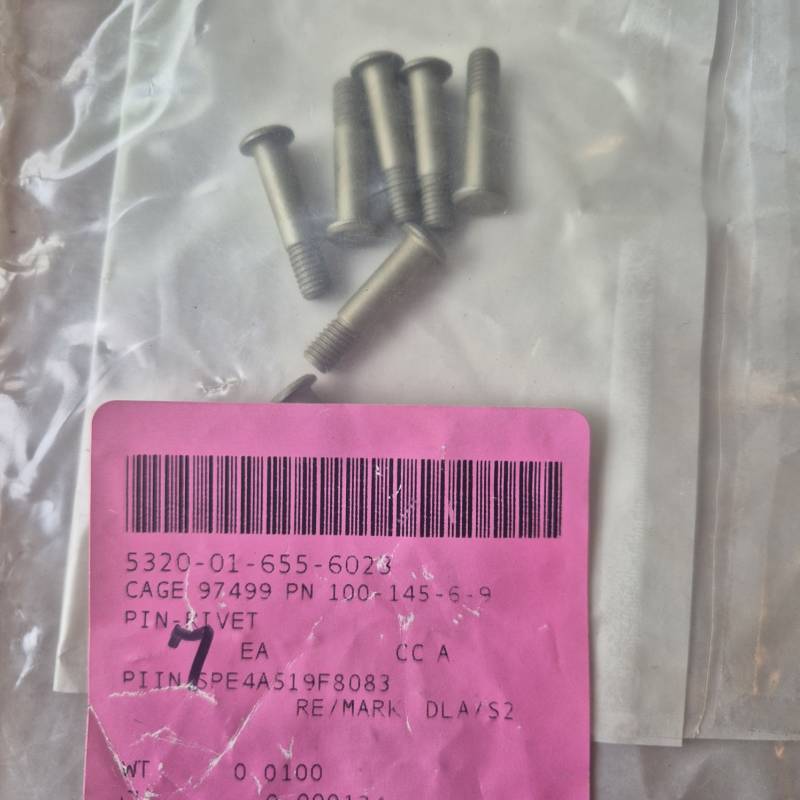 5320-01-655-6023
CAGE 97499 PN 100-145-6-9
PIN-RIVET
7 EA CC A
PIIN SPE4A519F8083
RE/MARK DLA/S2
WT 0.0100